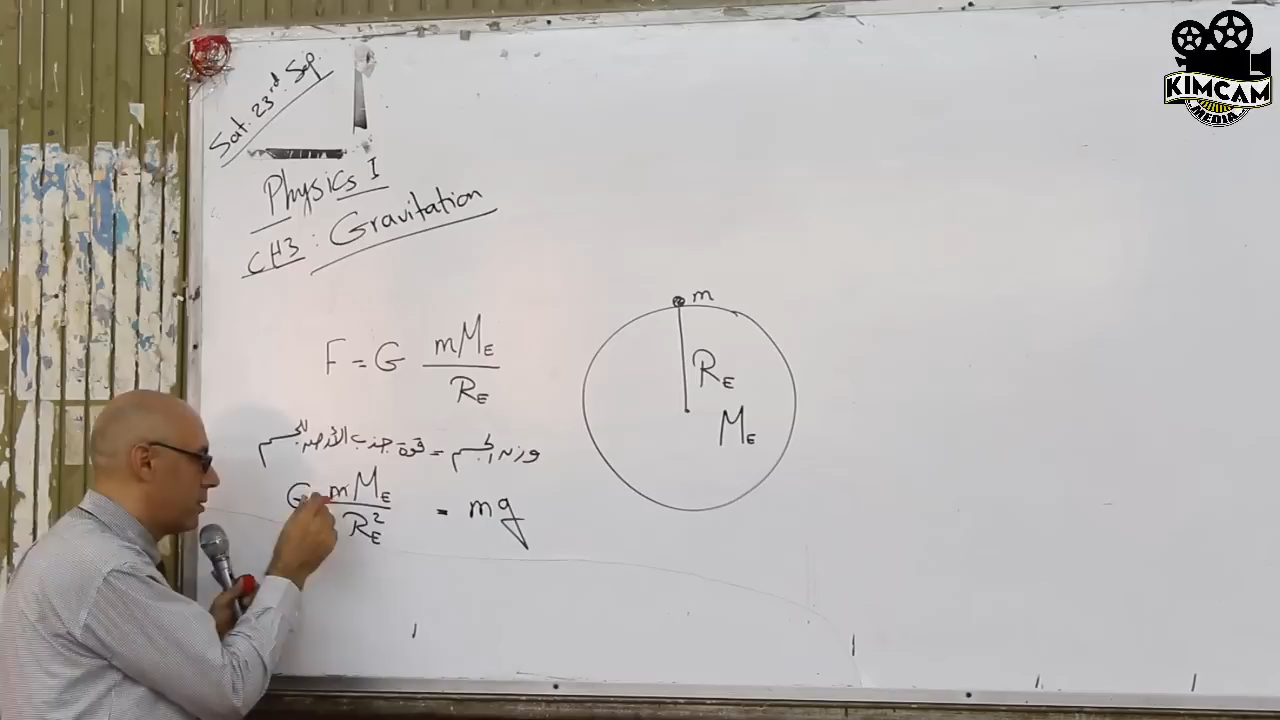 Sat. 23rd. Sep.
Physics I
CH3 : Gravitation
F = G mM_E / R_E
وزن الجسم = قوة جذب الأرض للجسم
G mM_E / R_E² = mg
m
R_E
M_E
KIMCAM
MEDIA